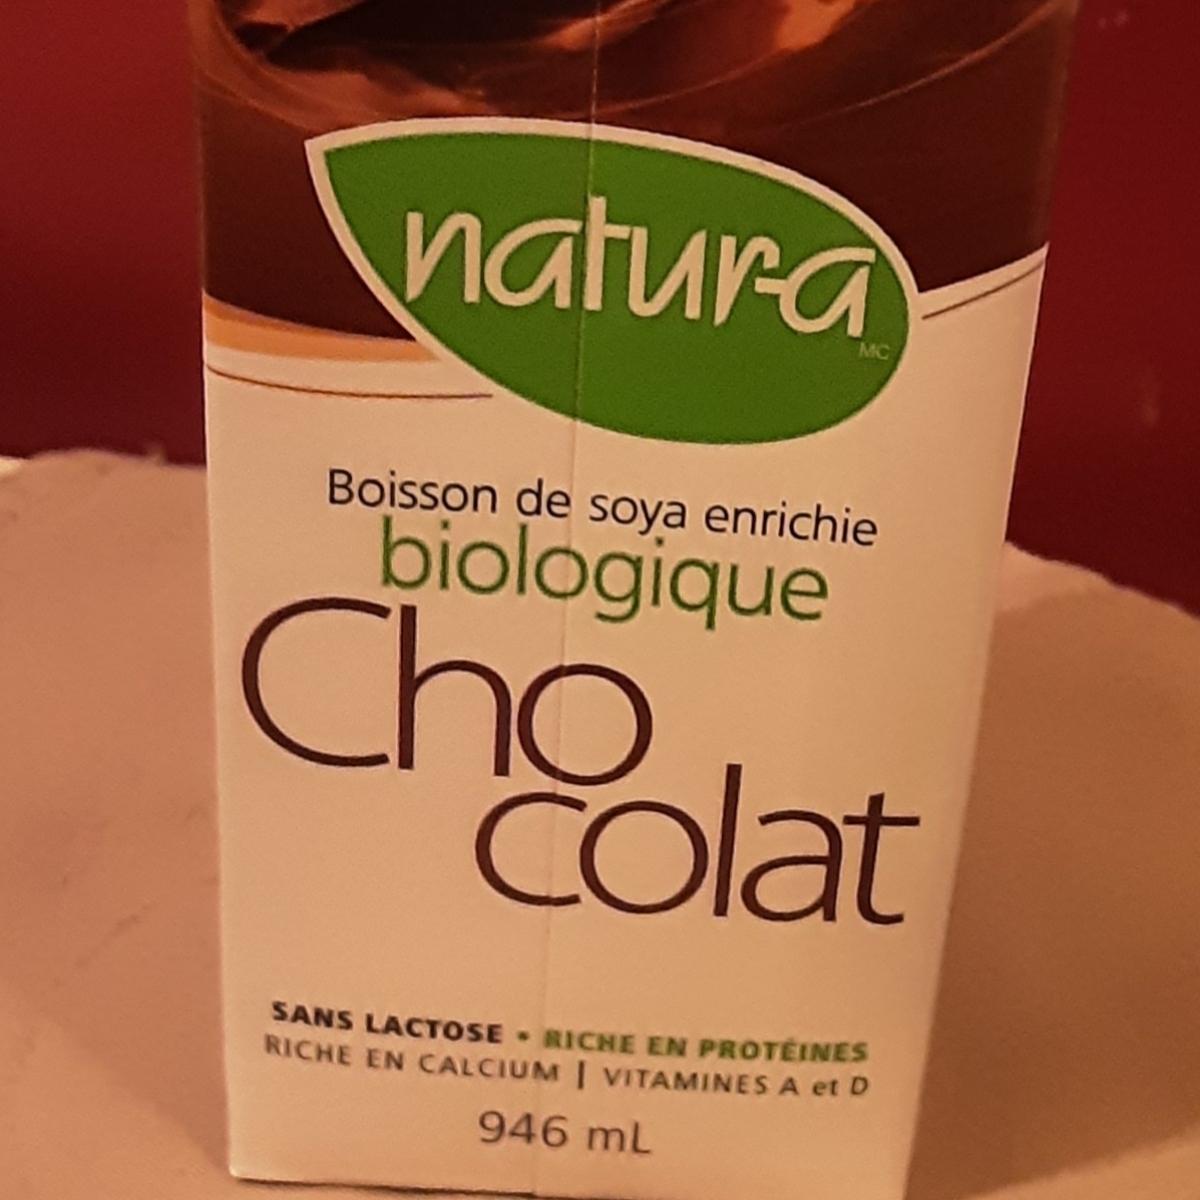 natur-a
MC
Boisson de soya enrichie
biologique
Cho
colat
SANS LACTOSE • RICHE EN PROTÉINES
RICHE EN CALCIUM | VITAMINES A et D
946 mL